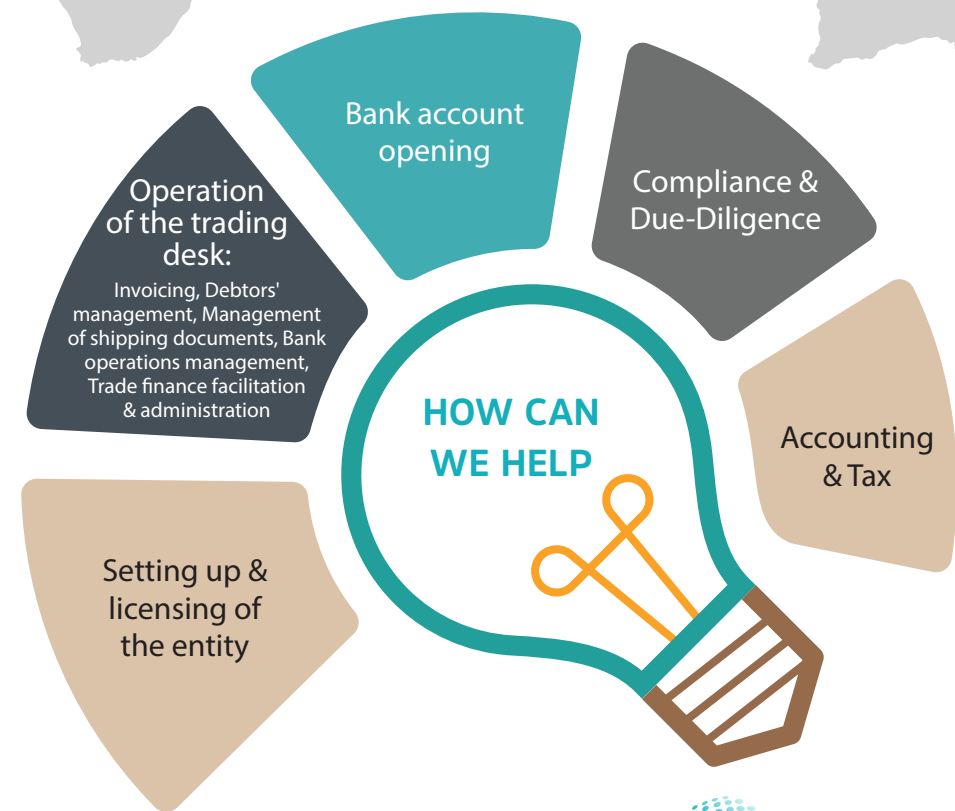 Bank account
opening
Compliance &
Due-Diligence
Operation
of the trading
desk:
Invoicing, Debtors'
management, Management
of shipping documents, Bank
operations management,
Trade finance facilitation
& administration
HOW CAN
WE HELP
Accounting
& Tax
Setting up &
licensing of
the entity